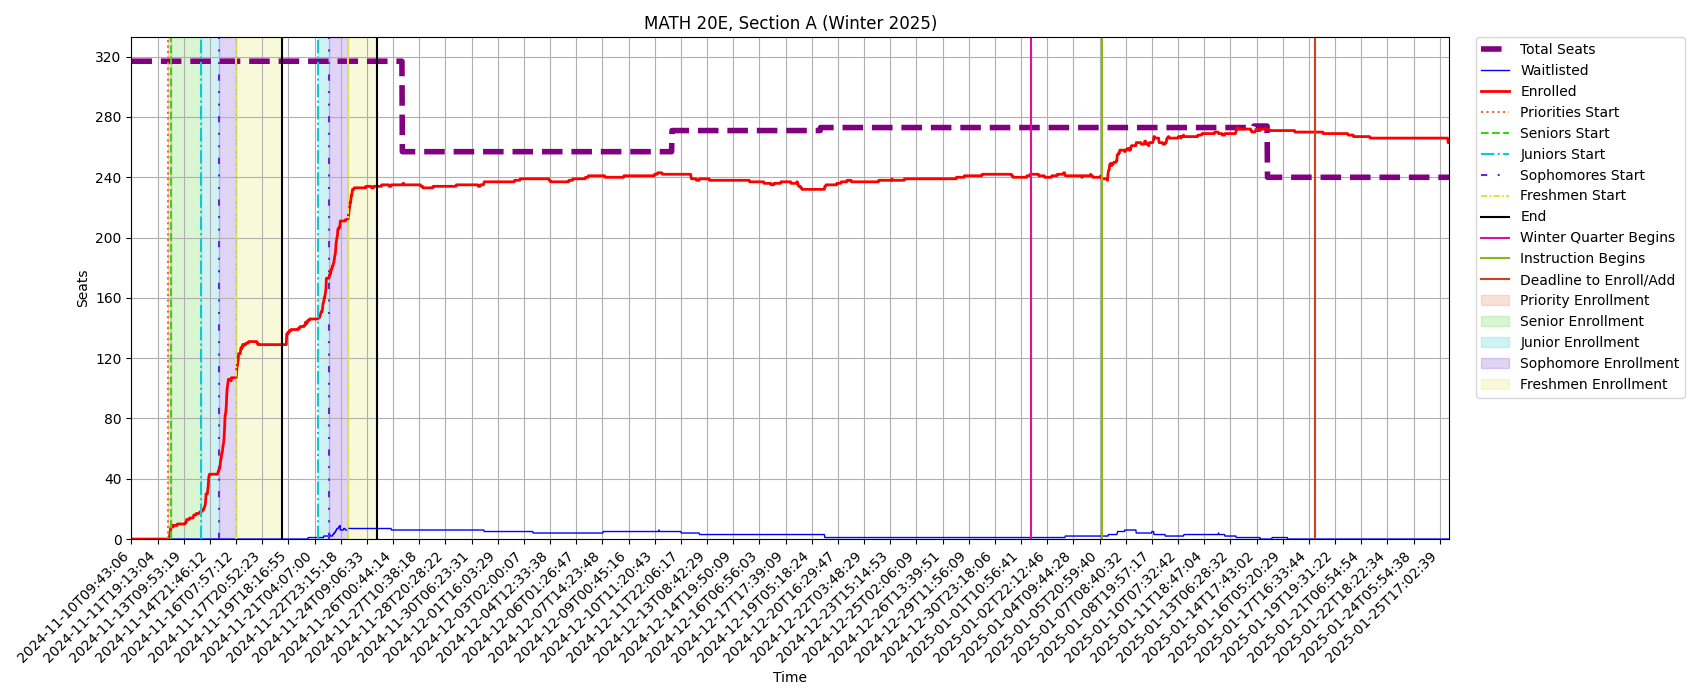 MATH 20E, Section A (Winter 2025)
320
280
240
200
160
120
80
40
0
Seats
2024-11-10T09:43:06
2024-11-11T19:13:04
2024-11-13T09:53:19
2024-11-14T21:46:12
2024-11-16T07:57:12
2024-11-17T20:52:23
2024-11-19T18:16:55
2024-11-21T04:07:00
2024-11-22T23:15:18
2024-11-24T09:06:33
2024-11-26T00:44:14
2024-11-27T10:38:18
2024-11-28T20:28:22
2024-11-30T06:23:31
2024-12-01T16:03:29
2024-12-03T02:00:07
2024-12-04T12:33:38
2024-12-06T01:26:47
2024-12-07T14:23:48
2024-12-09T00:45:16
2024-12-10T11:20:43
2024-12-11T22:06:17
2024-12-13T08:42:29
2024-12-14T19:50:09
2024-12-16T06:56:03
2024-12-17T17:39:09
2024-12-19T05:18:24
2024-12-20T16:29:47
2024-12-22T03:48:29
2024-12-23T15:14:53
2024-12-25T02:06:09
2024-12-26T13:39:51
2024-12-29T11:56:09
2024-12-30T23:18:06
2025-01-01T10:56:41
2025-01-02T22:12:46
2025-01-04T09:44:28
2025-01-05T20:59:40
2025-01-07T08:40:32
2025-01-08T19:57:17
2025-01-10T07:32:42
2025-01-11T18:47:04
2025-01-13T06:28:32
2025-01-14T17:43:02
2025-01-16T05:20:29
2025-01-17T16:33:44
2025-01-19T19:31:22
2025-01-21T06:54:54
2025-01-22T18:22:34
2025-01-24T05:54:38
2025-01-25T17:02:39
Time
Total Seats
Waitlisted
Enrolled
Priorities Start
Seniors Start
Juniors Start
Sophomores Start
Freshmen Start
End
Winter Quarter Begins
Instruction Begins
Deadline to Enroll/Add
Priority Enrollment
Senior Enrollment
Junior Enrollment
Sophomore Enrollment
Freshmen Enrollment